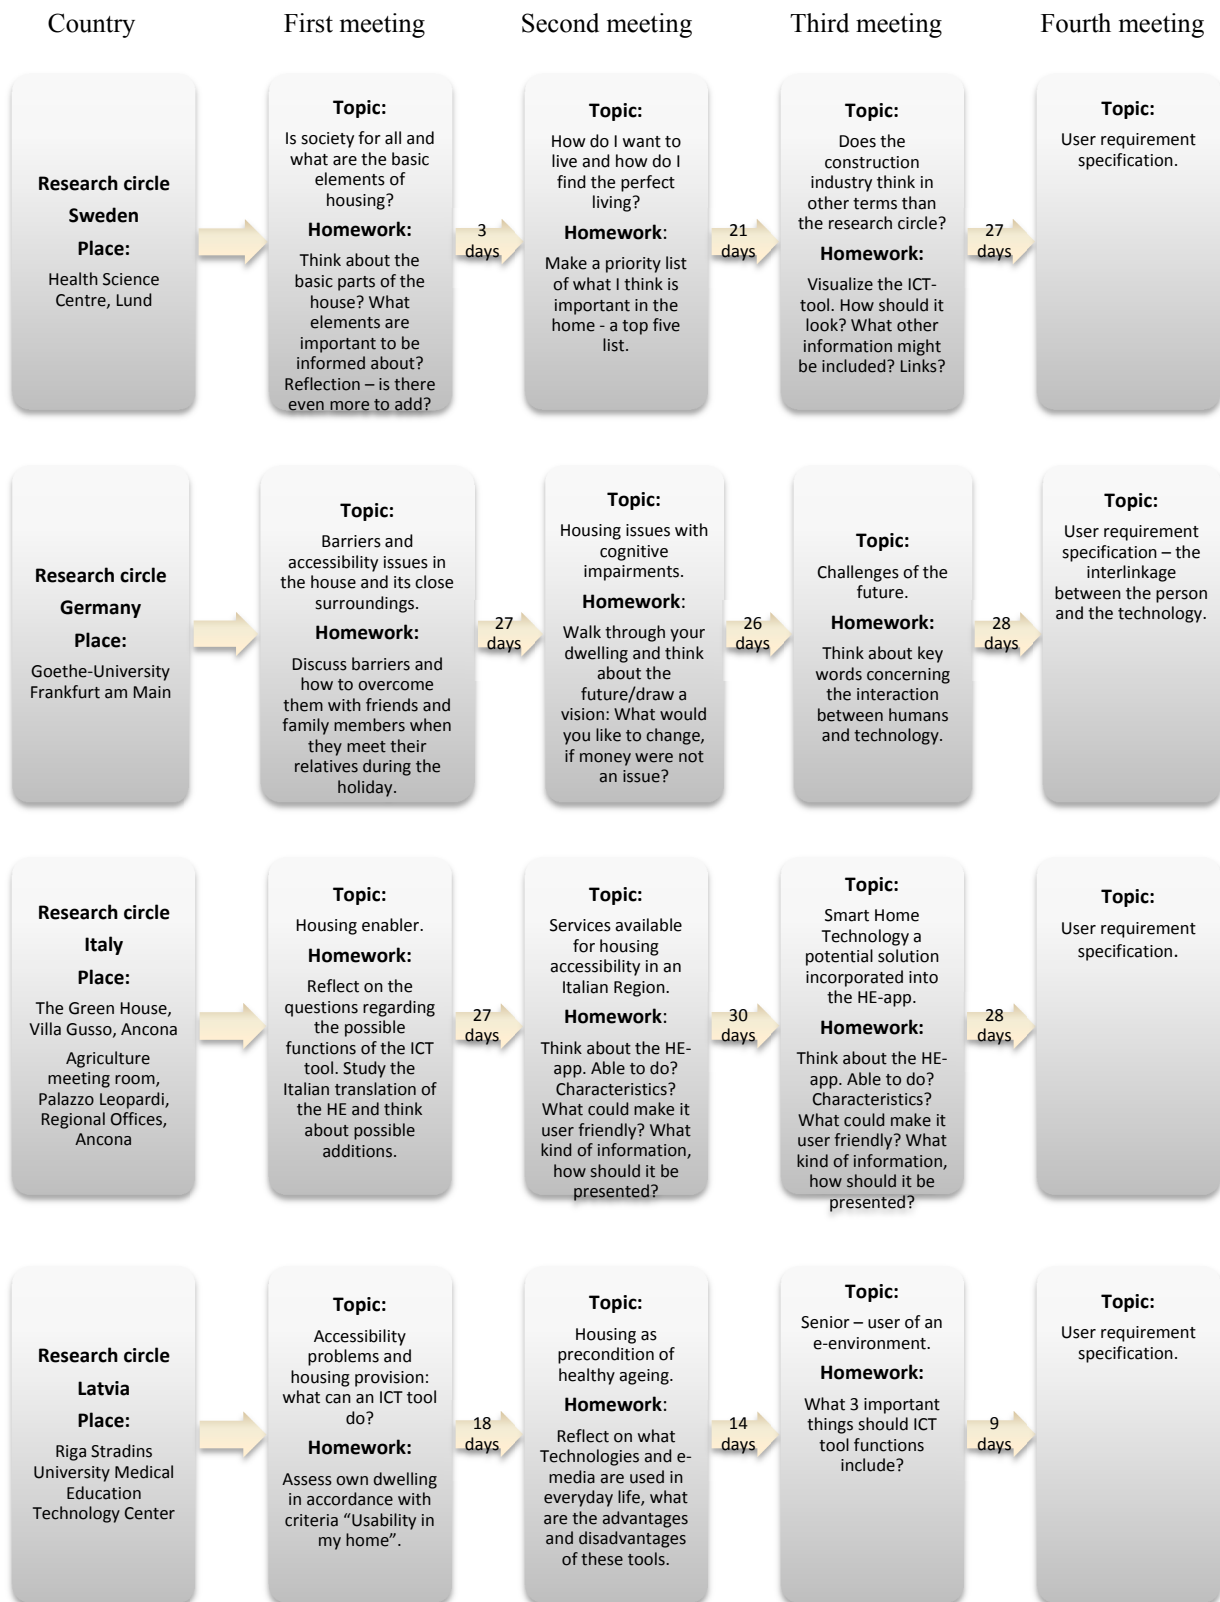 Country
First meeting
Second meeting
Third meeting
Fourth meeting
Research circle
Sweden
Place:
Health Science
Centre, Lund
Topic:
Is society for all and
what are the basic
elements of
housing?
Homework:
Think about the
basic parts of the
house? What
elements are
important to be
informed about?
Reflection – is there
even more to add?
3
days
Topic:
How do I want to
live and how do I
find the perfect
living?
Homework:
Make a priority list
of what I think is
important in the
home - a top five
list.
21
days
Topic:
Does the
construction
industry think in
other terms than
the research circle?
Homework:
Visualize the ICT-
tool. How should it
look? What other
information might
be included? Links?
27
days
Topic:
User requirement
specification.
Research circle
Germany
Place:
Goethe-University
Frankfurt am Main
Topic:
Barriers and
accessibility issues in
the house and its close
surroundings.
Homework:
Discuss barriers and
how to overcome
them with friends and
family members when
they meet their
relatives during the
holiday.
27
days
Topic:
Housing issues with
cognitive
impairments.
Homework:
Walk through your
dwelling and think
about the
future/draw a
vision: What would
you like to change,
if money were not
an issue?
26
days
Topic:
Challenges of the
future.
Homework:
Think about key
words concerning
the interaction
between humans
and technology.
28
days
Topic:
User requirement
specification – the
interlinkage
between the person
and the technology.
Research circle
Italy
Place:
The Green House,
Villa Gusso, Ancona
Agriculture
meeting room,
Palazzo Leopardi,
Regional Offices,
Ancona
Topic:
Housing enabler.
Homework:
Reflect on the
questions regarding
the possible
functions of the ICT
tool. Study the
Italian translation of
the HE and think
about possible
additions.
27
days
Topic:
Services available
for housing
accessibility in an
Italian Region.
Homework:
Think about the HE-
app. Able to do?
Characteristics?
What could make it
user friendly? What
kind of information,
how should it be
presented?
30
days
Topic:
Smart Home
Technology a
potential solution
incorporated into
the HE-app.
Homework:
Think about the HE-
app. Able to do?
Characteristics?
What could make it
user friendly? What
kind of information,
how should it be
presented?
28
days
Topic:
User requirement
specification.
Research circle
Latvia
Place:
Riga Stradins
University Medical
Education
Technology Center
Topic:
Accessibility
problems and
housing provision:
what can an ICT tool
do?
Homework:
Assess own dwelling
in accordance with
criteria “Usability in
my home”.
18
days
Topic:
Housing as
precondition of
healthy ageing.
Homework:
Reflect on what
Technologies and e-
media are used in
everyday life, what
are the advantages
and disadvantages
of these tools.
14
days
Topic:
Senior – user of an
e-environment.
Homework:
What 3 important
things should ICT
tool functions
include?
9
days
Topic:
User requirement
specification.